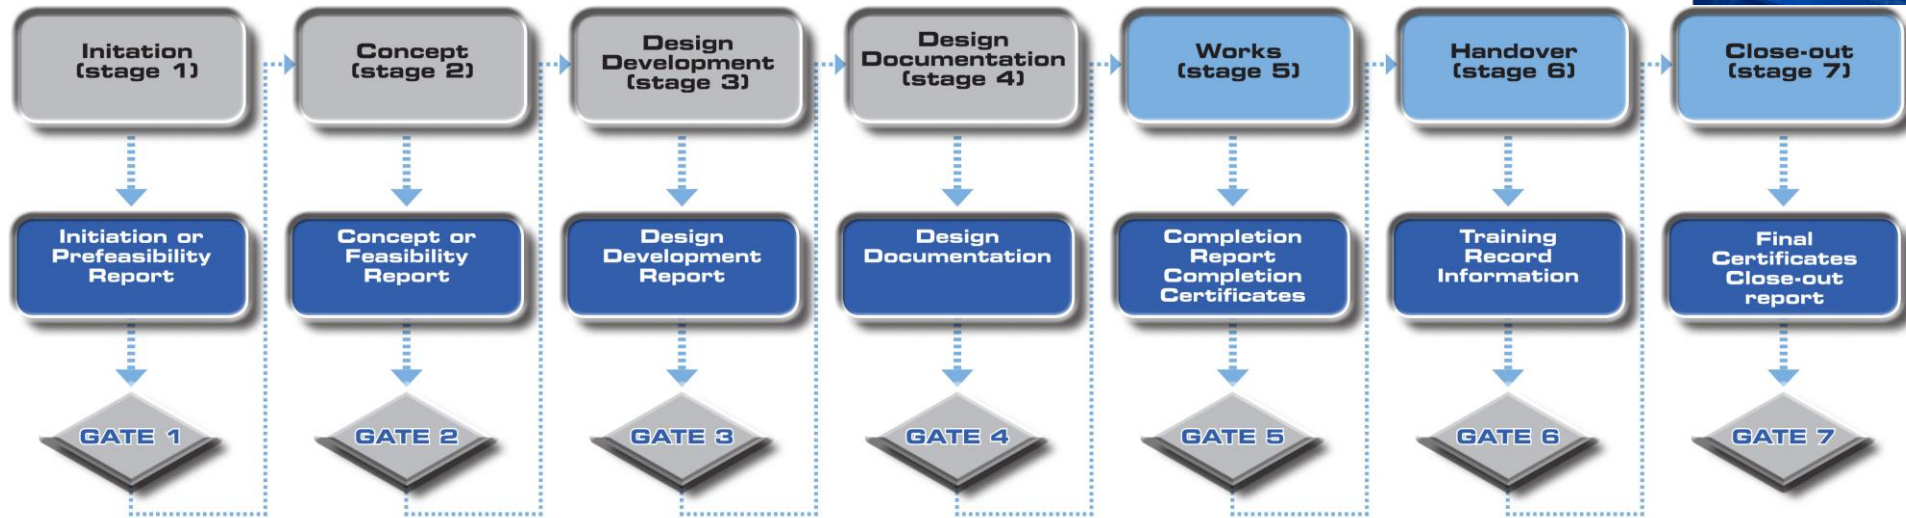 Initation
(stage 1)
Concept
(stage 2)
Design
Development
(stage 3)
Design
Documentation
(stage 4)
Works
(stage 5)
Handover
(stage 6)
Close-out
(stage 7)
Initiation or
Prefeasibility
Report
Concept or
Feasibility
Report
Design
Development
Report
Design
Documentation
Completion
Report
Completion
Certificates
Training
Record
Information
Final
Certificates
Close-out
report
GATE 1
GATE 2
GATE 3
GATE 4
GATE 5
GATE 6
GATE 7